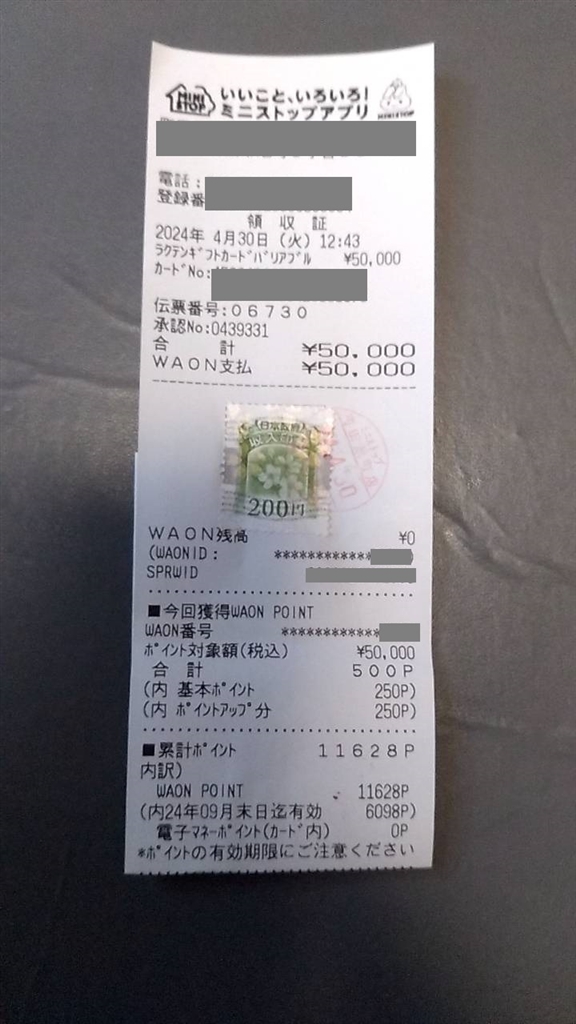 いいこと、いろいろ!
ミニストップアプリ
電話:
登録番
領 収 証
2024年 4月30日 (火) 12:43
ラクテンギフトカードバリアブル ¥50,000
カードNo:
伝票番号:06730
承認No:0439331
合 計 ¥50,000
WAON支払 ¥50,000
日本政府
収入印紙
200円
WAON残高 ¥0
(WAONID: ************ )
SPRWID
■今回獲得WAON POINT
WAON番号 ************
ポイント対象額(税込) ¥50,000
合 計 500P
(内 基本ポイント 250P)
(内 ポイントアップ分 250P)
■累計ポイント 11628P
内訳)
WAON POINT 11628P
(内24年09月末日迄有効 6098P)
電子マネーポイント(カード内) 0P
*ポイントの有効期限にご注意ください